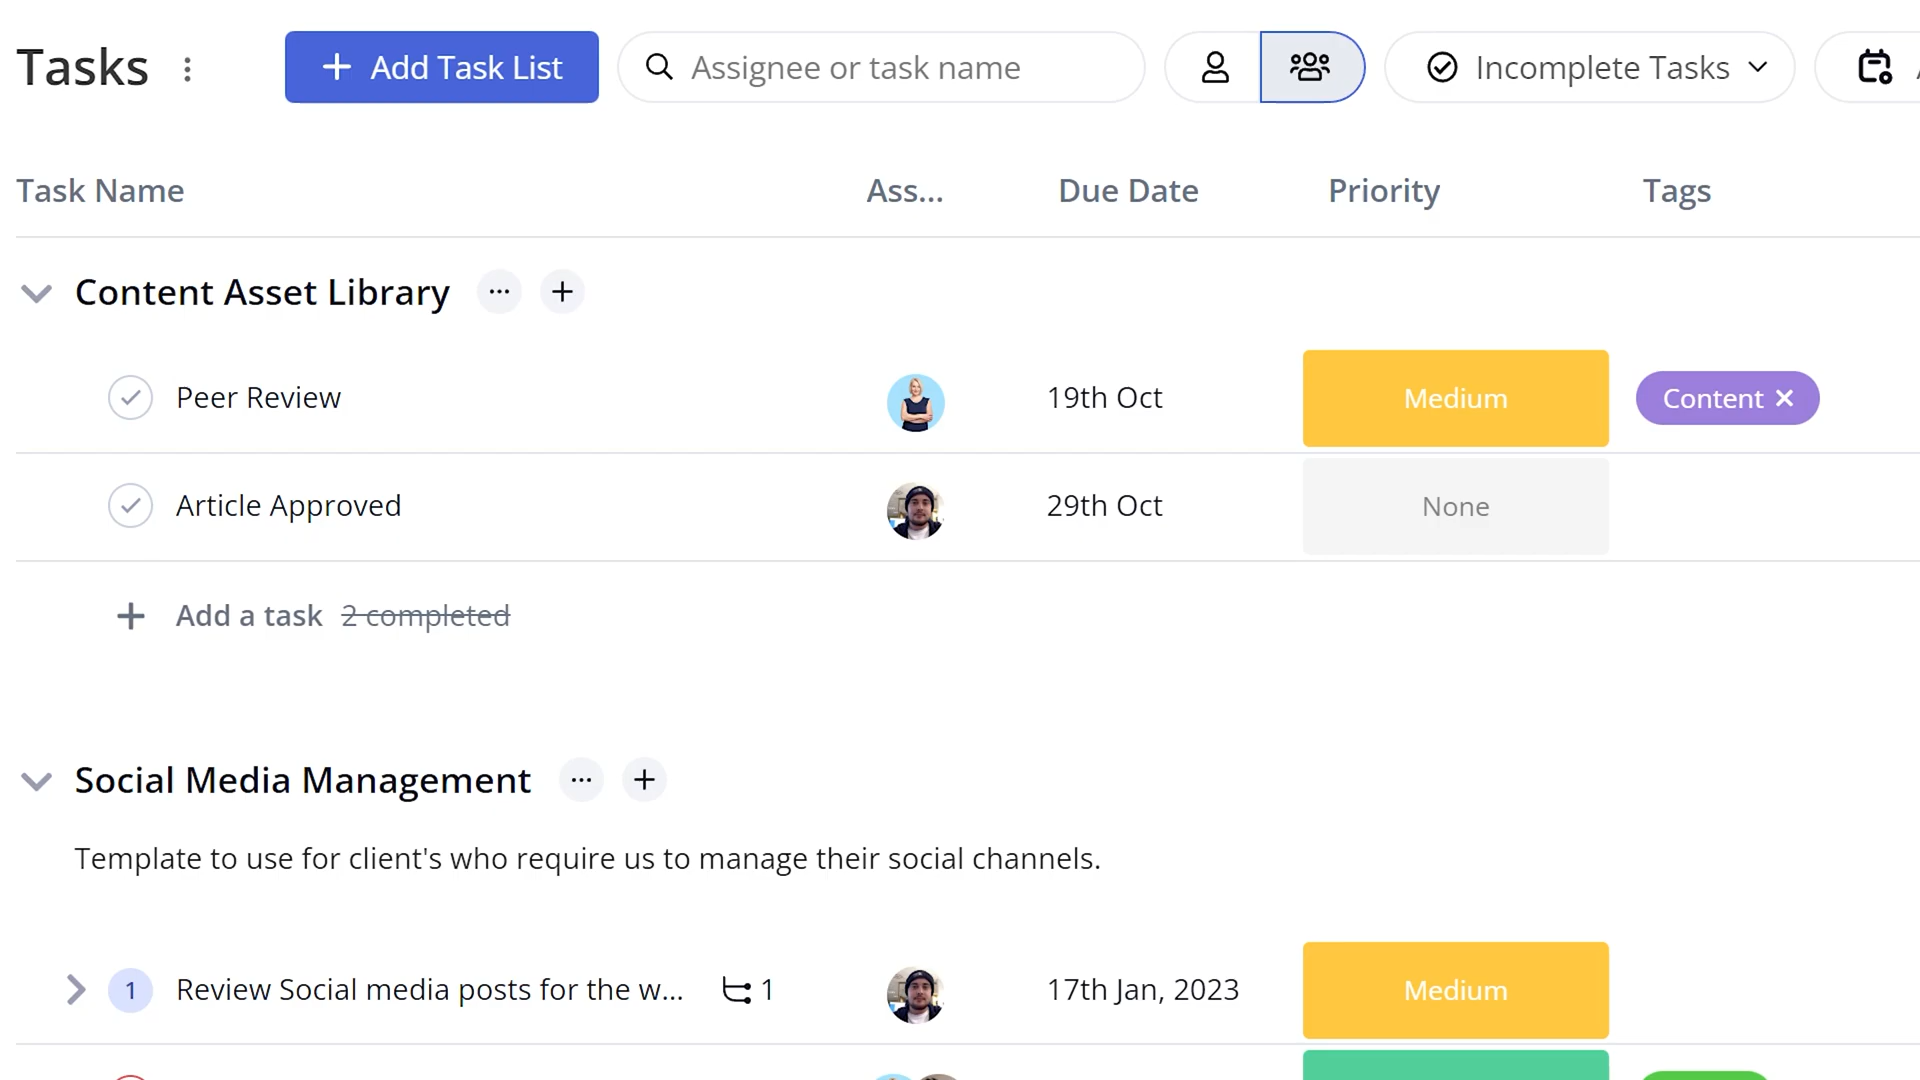 Tasks
Add Task List
Assignee or task name
Incomplete Tasks
Task Name Ass... Due Date Priority Tags
Content Asset Library
Peer Review 19th Oct Medium Content
Article Approved 29th Oct None
Add a task 2 completed
Social Media Management
Template to use for client's who require us to manage their social channels.
1 Review Social media posts for the w... 1 17th Jan, 2023 Medium